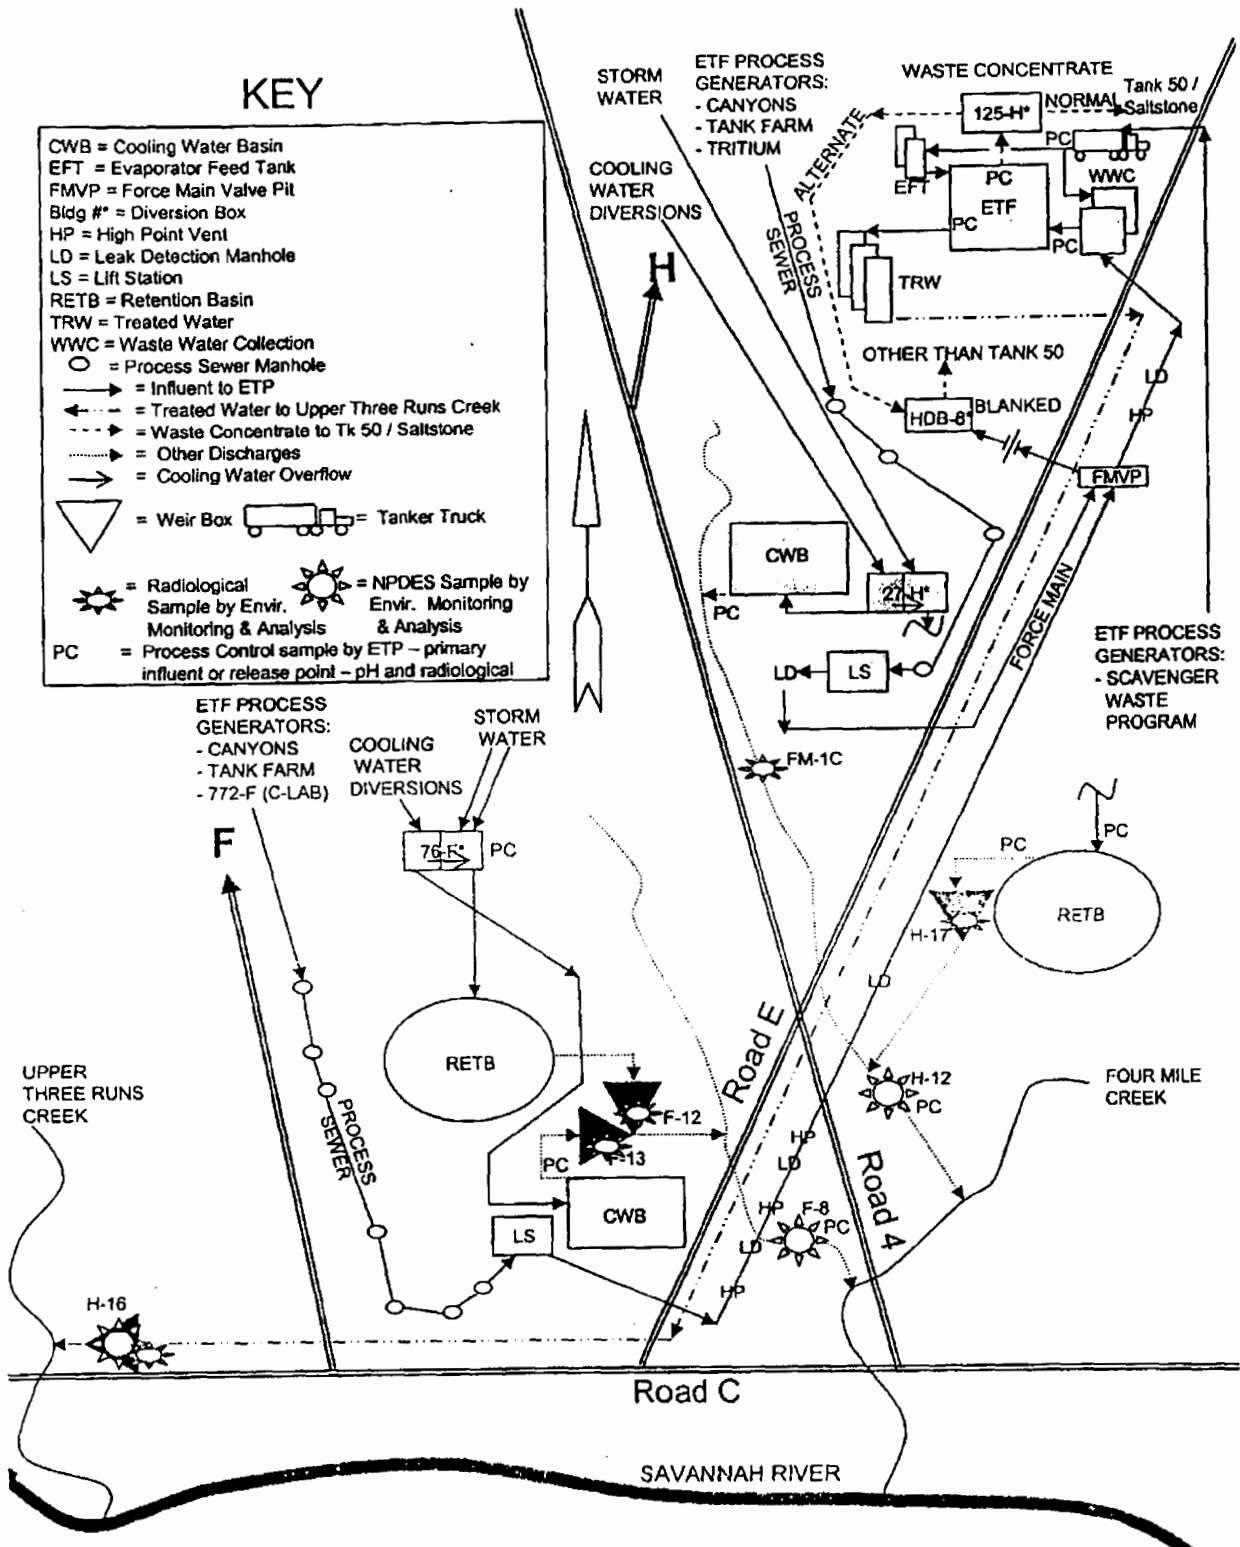 KEY
CWB = Cooling Water Basin
EFT = Evaporator Feed Tank
FMVP = Force Main Valve Pit
Bldg #* = Diversion Box
HP = High Point Vent
LD = Leak Detection Manhole
LS = Lift Station
RETB = Retention Basin
TRW = Treated Water
WWC = Waste Water Collection
= Process Sewer Manhole
= Influent to ETP
= Treated Water to Upper Three Runs Creek
= Waste Concentrate to Tk 50 / Saltstone
= Other Discharges
= Cooling Water Overflow
= Weir Box
= Tanker Truck
= Radiological
Sample by Envir.
Monitoring & Analysis
= NPDES Sample by
Envir. Monitoring
& Analysis
PC = Process Control sample by ETP – primary
influent or release point – pH and radiological
STORM
WATER
ETF PROCESS
GENERATORS:
- CANYONS
- TANK FARM
- TRITIUM
WASTE CONCENTRATE
125-H*
NORMAL
Tank 50 /
Saltstone
ALTERNATE
PC
COOLING
WATER
DIVERSIONS
EFT
PC
ETF
WWC
PC
PC
PROCESS
SEWER
TRW
H
OTHER THAN TANK 50
LD
HP
HDB-8*
BLANKED
FMVP
CWB
27-H*
PC
FORCE MAIN
LD
LS
ETF PROCESS
GENERATORS:
- SCAVENGER
WASTE
PROGRAM
FM-1C
ETF PROCESS
GENERATORS:
- CANYONS
- TANK FARM
- 772-F (C-LAB)
COOLING
WATER
DIVERSIONS
STORM
WATER
F
76-F*
PC
PC
PC
RETB
H-17
LD
RETB
Road E
H-12
PC
FOUR MILE
CREEK
UPPER
THREE RUNS
CREEK
PROCESS
SEWER
F-12
F-13
PC
CWB
LS
HP
LD
HP
F-8
PC
LD
HP
Road 4
H-16
Road C
SAVANNAH RIVER